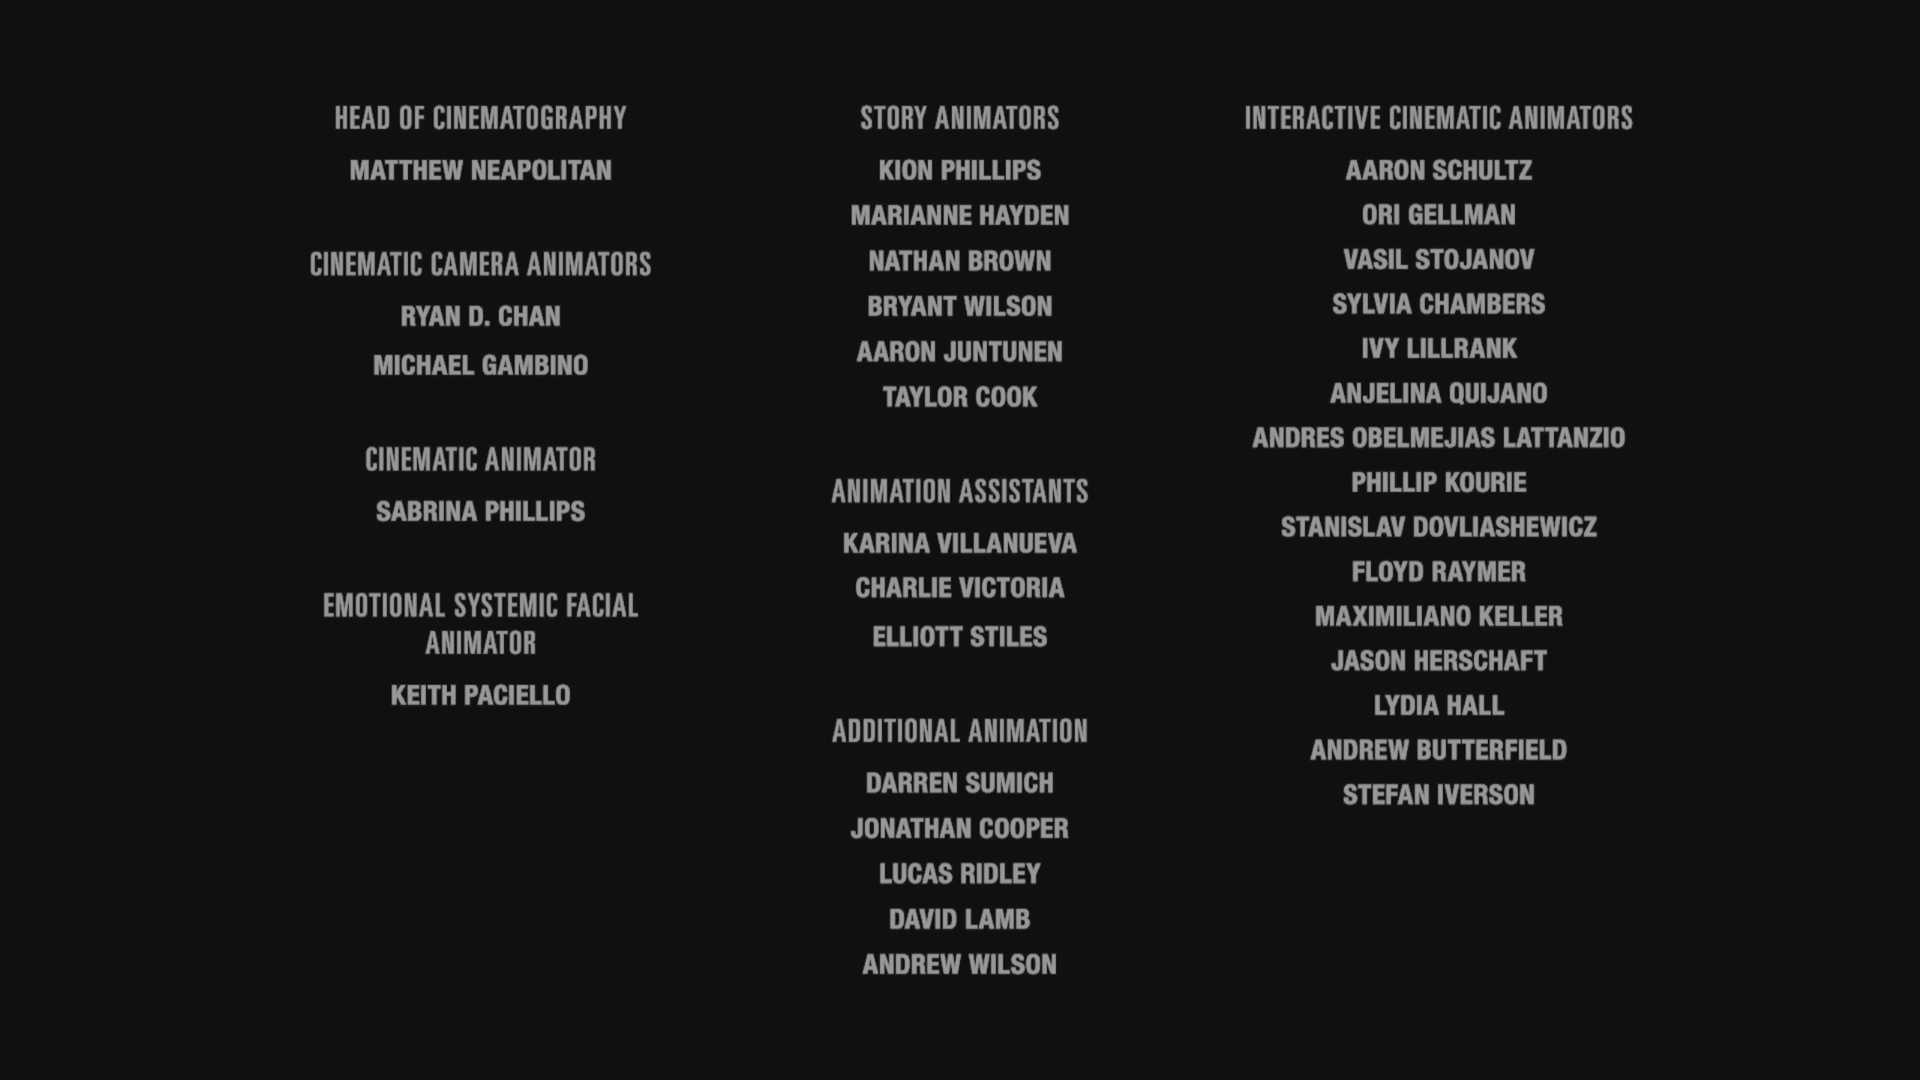 HEAD OF CINEMATOGRAPHY
MATTHEW NEAPOLITAN
CINEMATIC CAMERA ANIMATORS
RYAN D. CHAN
MICHAEL GAMBINO
CINEMATIC ANIMATOR
SABRINA PHILLIPS
EMOTIONAL SYSTEMIC FACIAL
ANIMATOR
KEITH PACIELLO
STORY ANIMATORS
KION PHILLIPS
MARIANNE HAYDEN
NATHAN BROWN
BRYANT WILSON
AARON JUNTUNEN
TAYLOR COOK
ANIMATION ASSISTANTS
KARINA VILLANUEVA
CHARLIE VICTORIA
ELLIOTT STILES
ADDITIONAL ANIMATION
DARREN SUMICH
JONATHAN COOPER
LUCAS RIDLEY
DAVID LAMB
ANDREW WILSON
INTERACTIVE CINEMATIC ANIMATORS
AARON SCHULTZ
ORI GELLMAN
VASIL STOJANOV
SYLVIA CHAMBERS
IVY LILLRANK
ANJELINA QUIJANO
ANDRES OBELMEJIAS LATTANZIO
PHILLIP KOURIE
STANISLAV DOVLIASHEWICZ
FLOYD RAYMER
MAXIMILIANO KELLER
JASON HERSCHAFT
LYDIA HALL
ANDREW BUTTERFIELD
STEFAN IVERSON